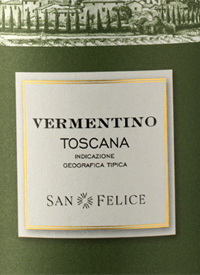 VERMENTINO
TOSCANA
INDICAZIONE
GEOGRAFICA TIPICA
SAN FELICE